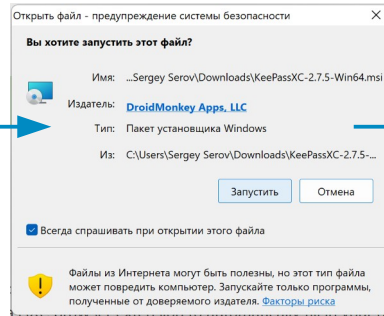 Открыть файл - предупреждение системы безопасности
Вы хотите запустить этот файл?
Имя: ...Sergey Serov\Downloads\KeePassXC-2.7.5-Win64.msi
Издатель: DroidMonkey Apps, LLC
Тип: Пакет установщика Windows
Из: C:\Users\Sergey Serov\Downloads\KeePassXC-2.7.5-...
Запустить Отмена
Всегда спрашивать при открытии этого файла
Файлы из Интернета могут быть полезны, но этот тип файла
может повредить компьютер. Запускайте только программы,
полученные от доверяемого издателя. Факторы риска